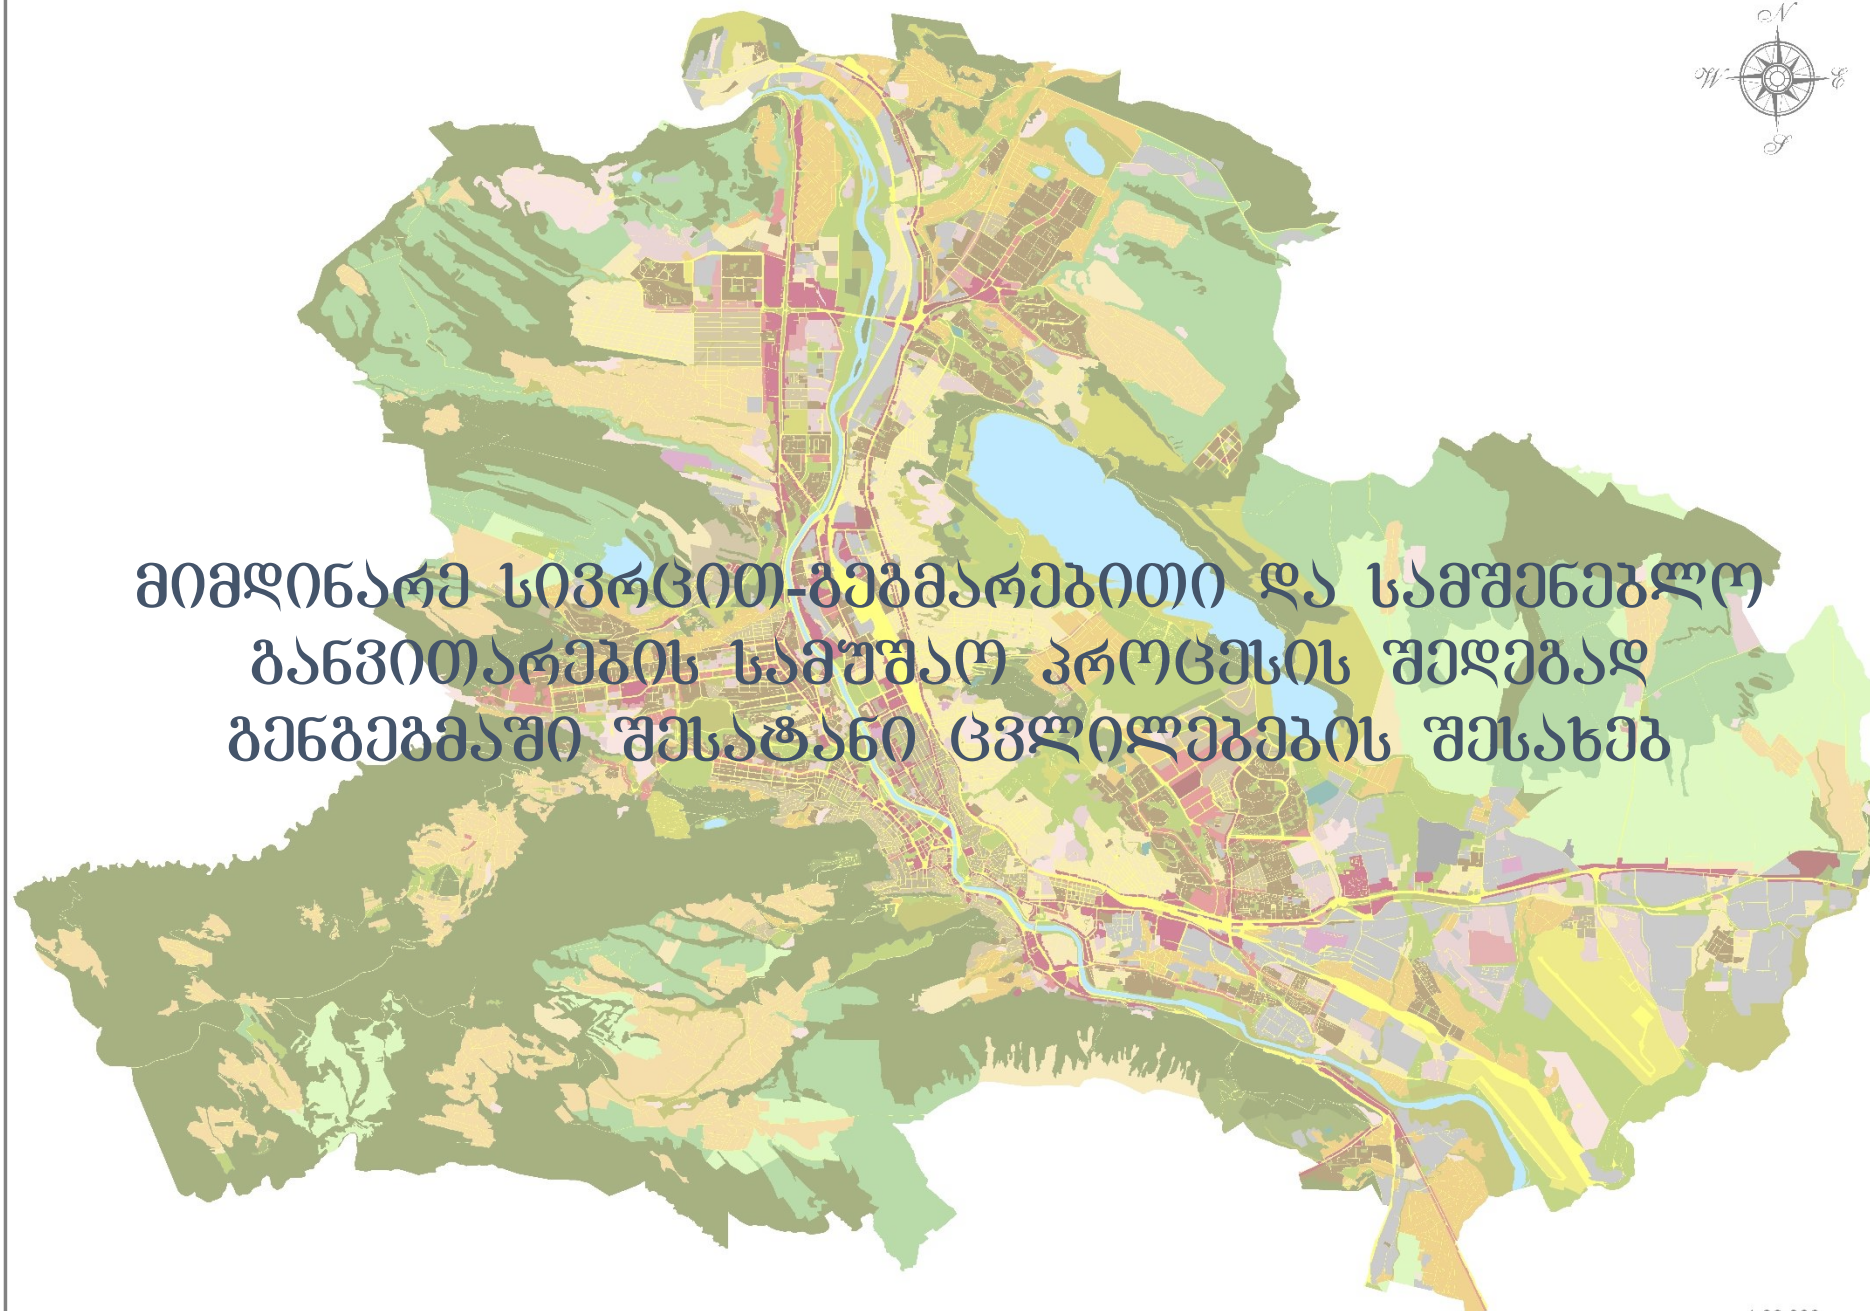 N
W E
S
მიმდინარე სივრცით-გეგმარებითი და სამშენებლო
განვითარების სამუშაო პროცესის შედეგად
გენგეგმაში შესატანი ცვლილებების შესახებ